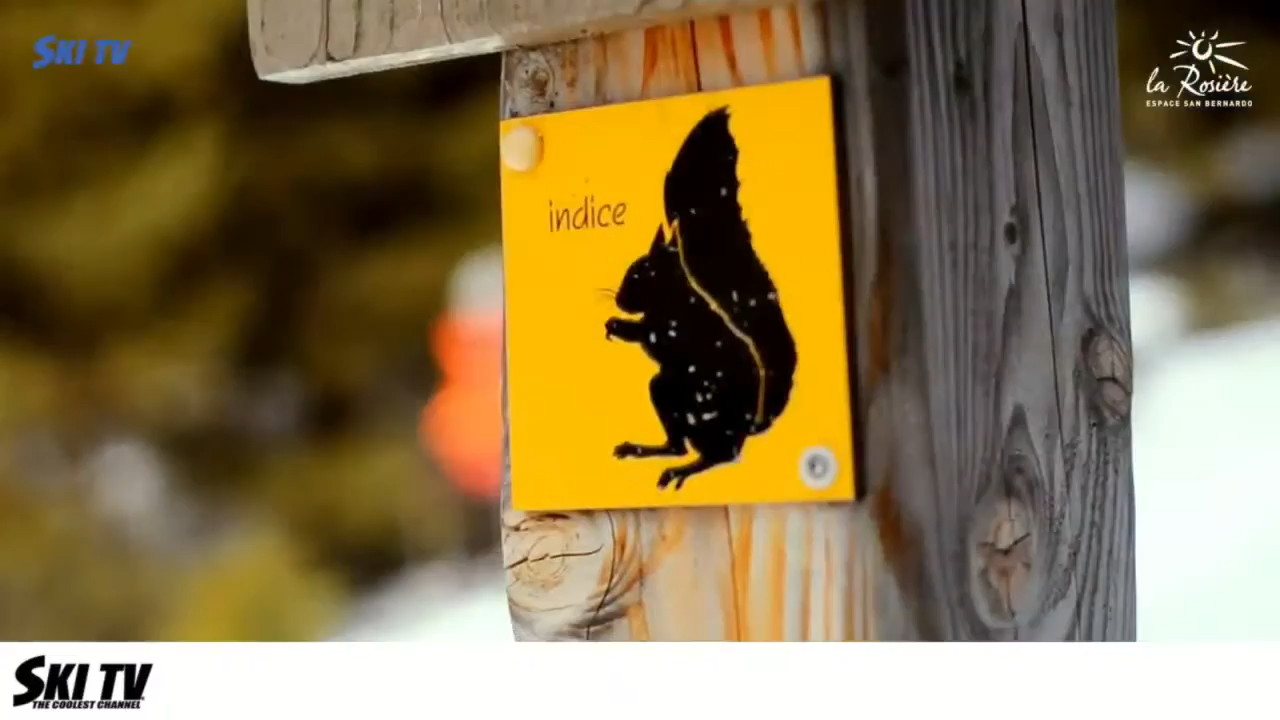 SKI TV
la Rosière
ESPACE SAN BERNARDO
indice
SKI TV
THE COOLEST CHANNEL